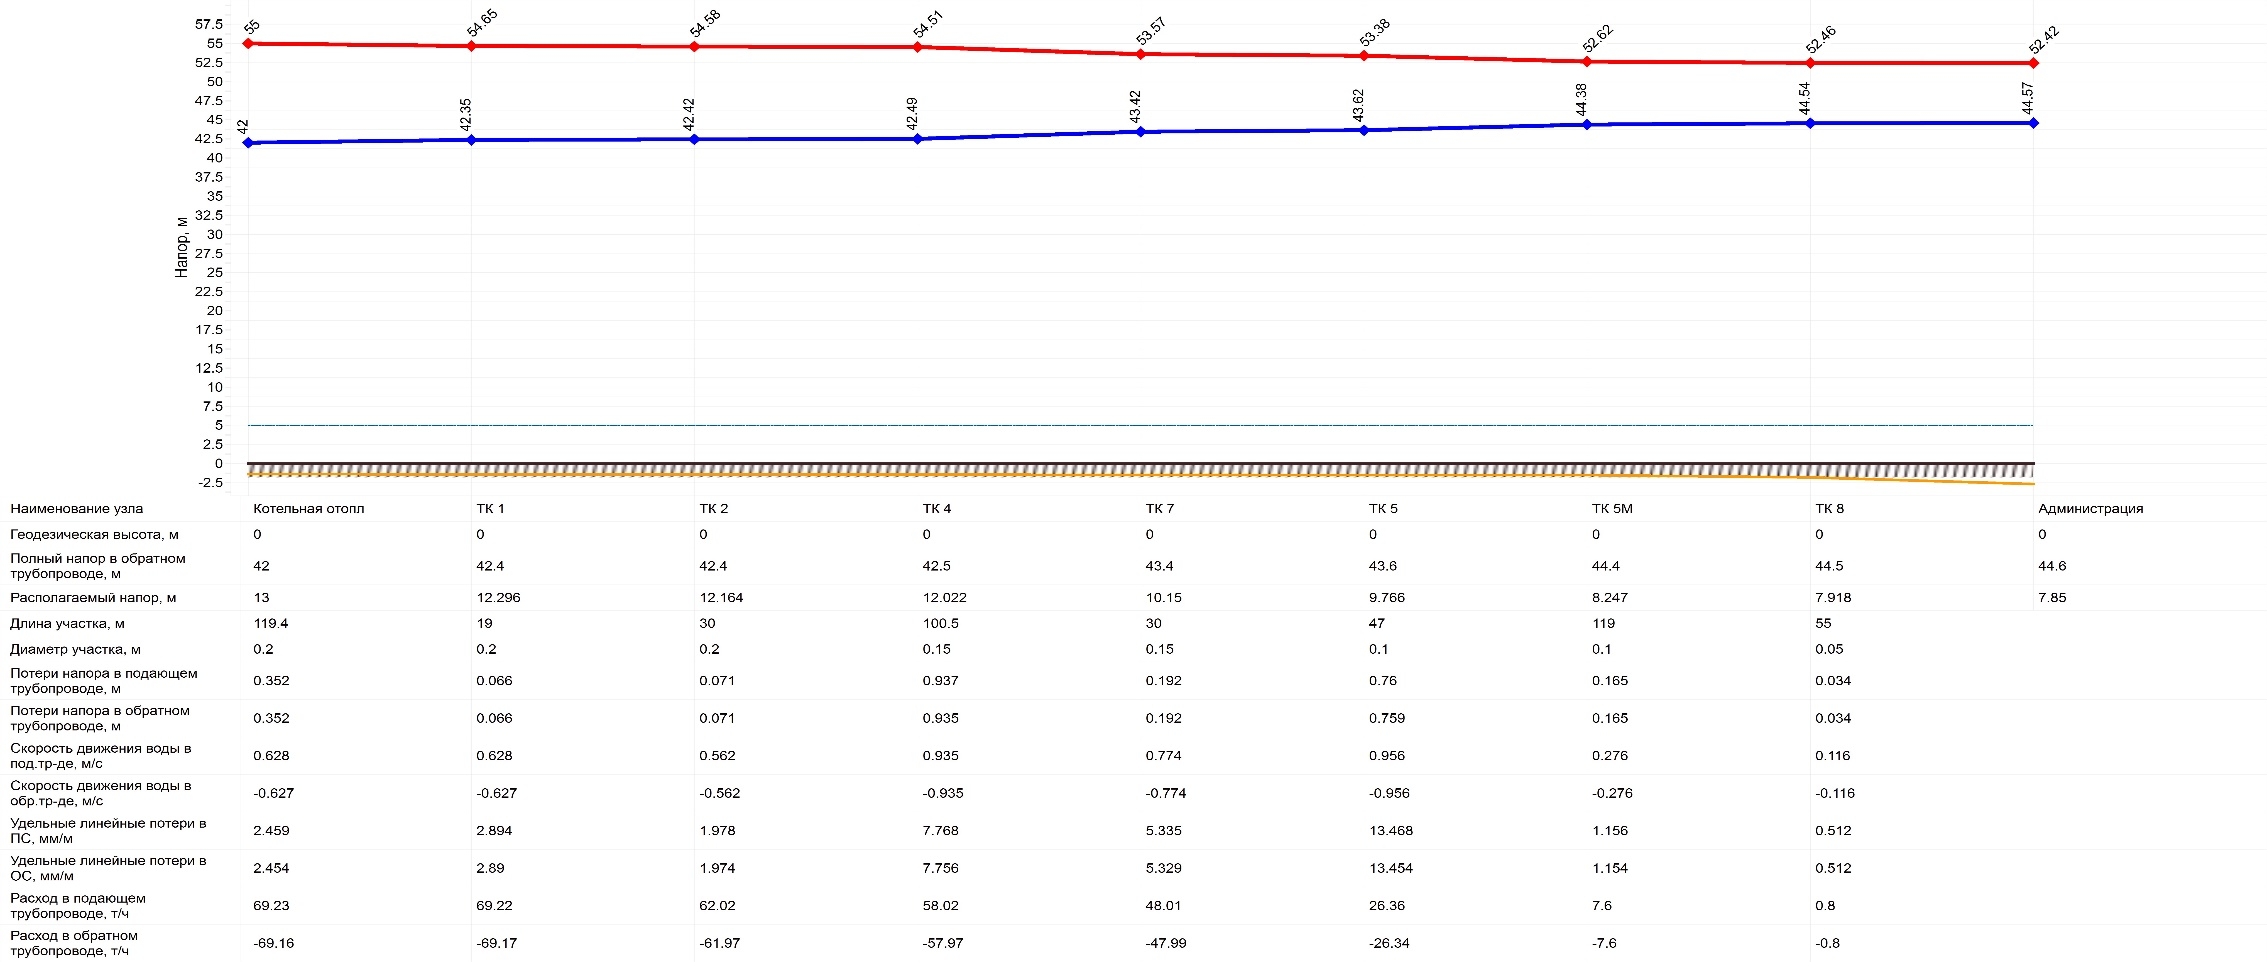 57.5
55
52.5
50
47.5
45
42.5
40
37.5
35
32.5
30
27.5
25
22.5
20
17.5
15
12.5
10
7.5
5
2.5
0
-2.5
Напор, м
55
54.65
54.58
54.51
53.57
53.38
52.62
52.46
52.42
42
42.35
42.42
42.49
43.42
43.62
44.38
44.54
44.57
Наименование узла Котельная отопл ТК 1 ТК 2 ТК 4 ТК 7 ТК 5 ТК 5М ТК 8 Администрация
Геодезическая высота, м 0 0 0 0 0 0 0 0 0
Полный напор в обратном
трубопроводе, м 42 42.4 42.4 42.5 43.4 43.6 44.4 44.5 44.6
Располагаемый напор, м 13 12.296 12.164 12.022 10.15 9.766 8.247 7.918 7.85
Длина участка, м 119.4 19 30 100.5 30 47 119 55
Диаметр участка, м 0.2 0.2 0.2 0.15 0.15 0.1 0.1 0.05
Потери напора в подающем
трубопроводе, м 0.352 0.066 0.071 0.937 0.192 0.76 0.165 0.034
Потери напора в обратном
трубопроводе, м 0.352 0.066 0.071 0.935 0.192 0.759 0.165 0.034
Скорость движения воды в
под.тр-де, м/с 0.628 0.628 0.562 0.935 0.774 0.956 0.276 0.116
Скорость движения воды в
обр.тр-де, м/с -0.627 -0.627 -0.562 -0.935 -0.774 -0.956 -0.276 -0.116
Удельные линейные потери в
ПС, мм/м 2.459 2.894 1.978 7.768 5.335 13.468 1.156 0.512
Удельные линейные потери в
ОС, мм/м 2.454 2.89 1.974 7.756 5.329 13.454 1.154 0.512
Расход в подающем
трубопроводе, т/ч 69.23 69.22 62.02 58.02 48.01 26.36 7.6 0.8
Расход в обратном
трубопроводе, т/ч -69.16 -69.17 -61.97 -57.97 -47.99 -26.34 -7.6 -0.8